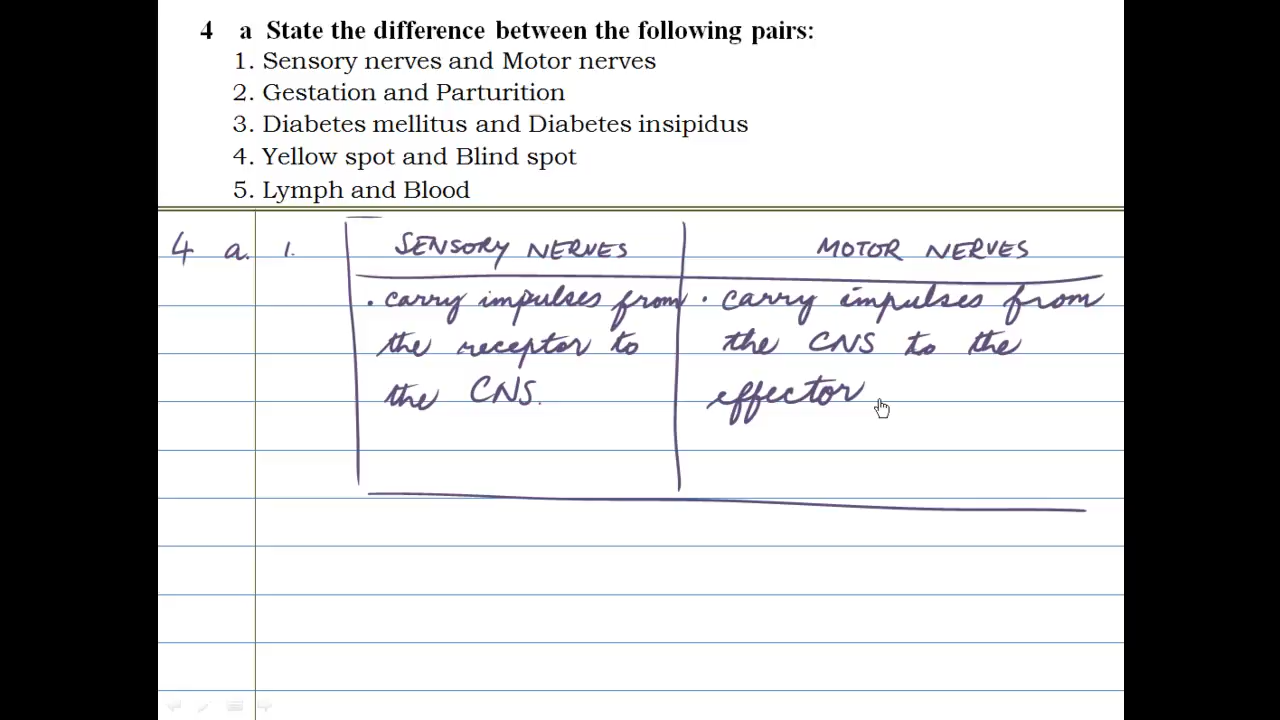 4 a State the difference between the following pairs:
1. Sensory nerves and Motor nerves
2. Gestation and Parturition
3. Diabetes mellitus and Diabetes insipidus
4. Yellow spot and Blind spot
5. Lymph and Blood
4 a. 1. SENSORY NERVES MOTOR NERVES
. carry impulses from . carry impulses from
the receptor to the CNS to the
the CNS. effector